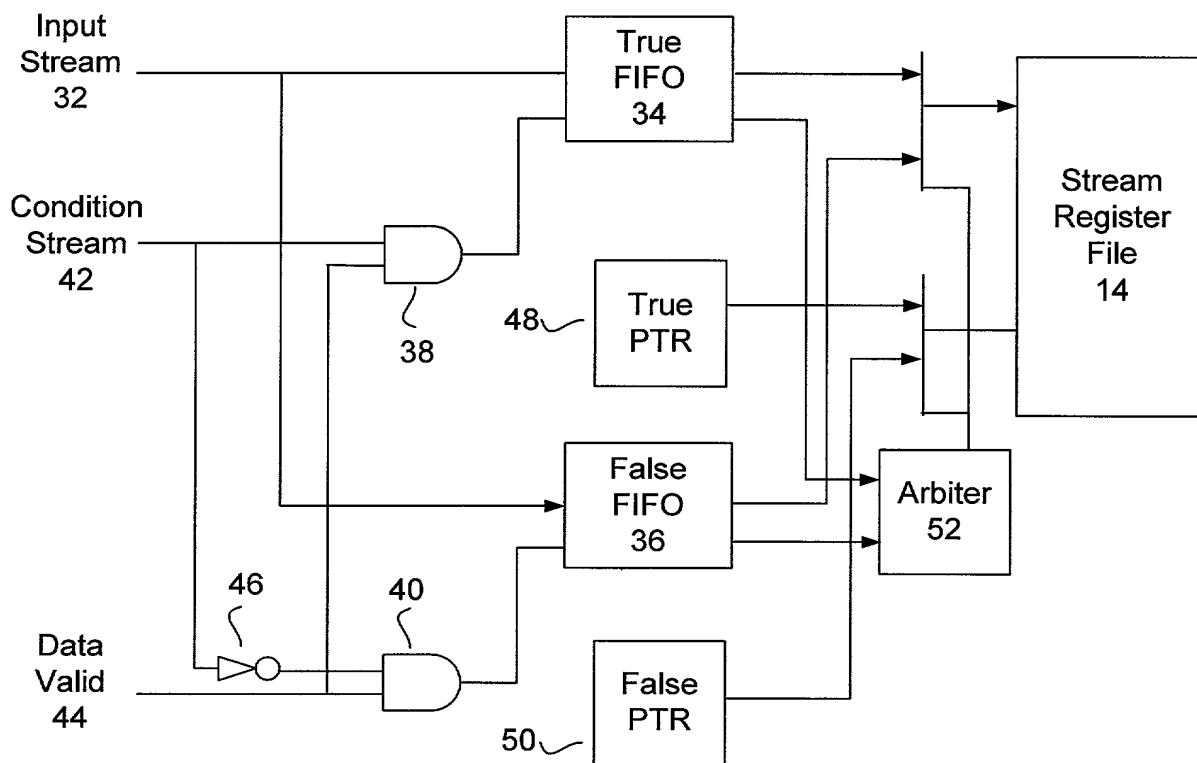 Input
Stream
32
True
FIFO
34
Condition
Stream
42
38
Stream
Register
File
14
48
True
PTR
False
FIFO
36
Arbiter
52
46
40
Data
Valid
44
False
PTR
50